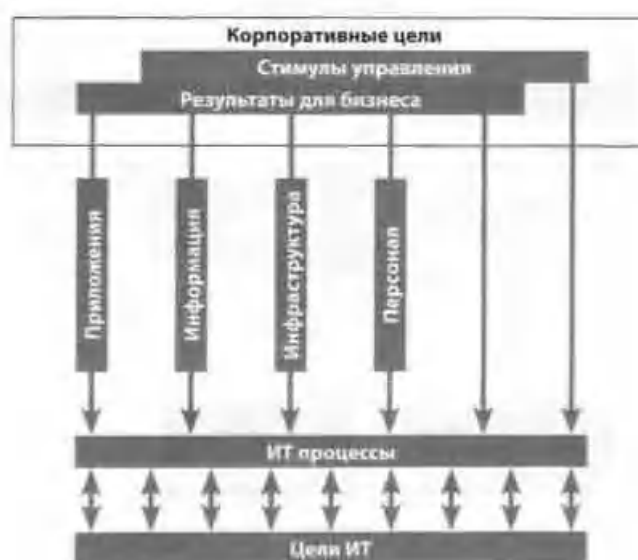 Корпоративные цели
Стимулы управления
Результаты для бизнеса
Приложения
Информация
Инфраструктура
Персонал
ИТ процессы
Цели ИТ